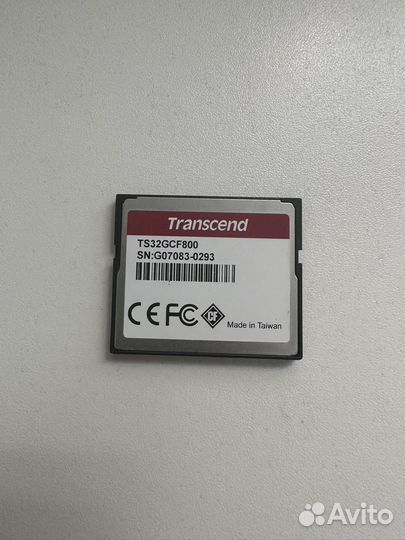 Transcend
TS32GCF800
SN:G07083-0293
CE FC CF Made in Taiwan
Avito